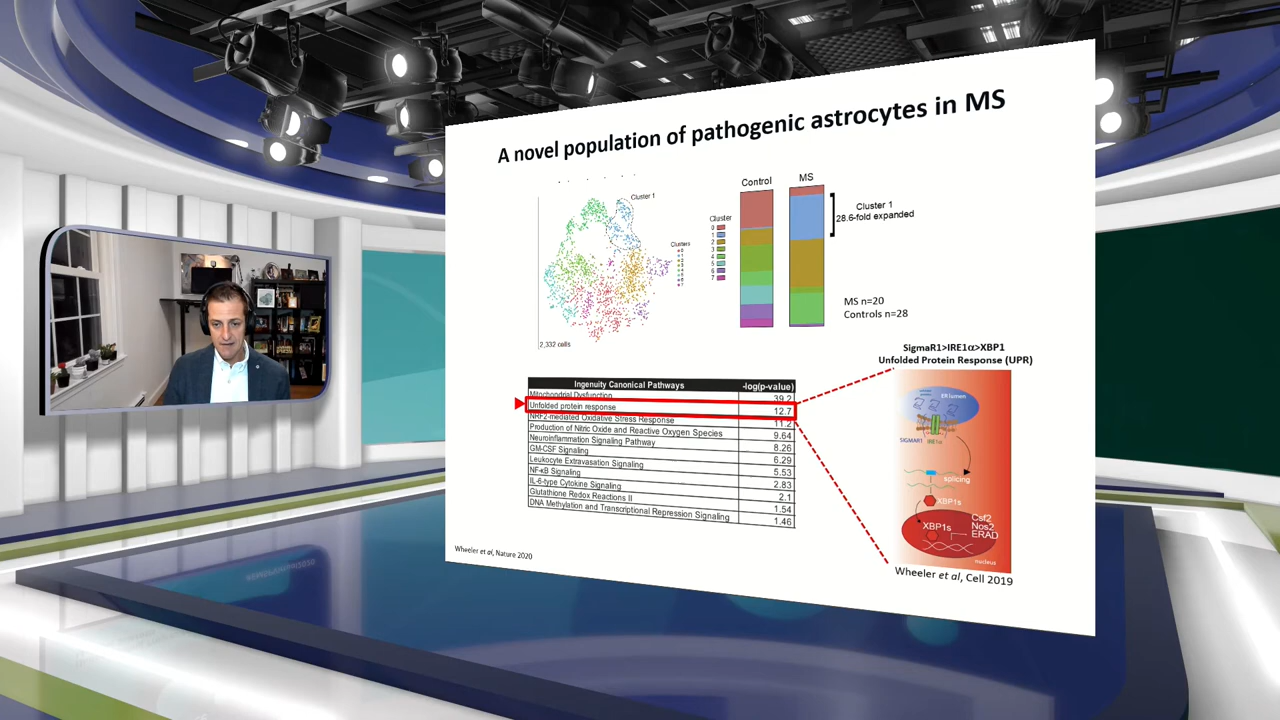 A novel population of pathogenic astrocytes in MS
Cluster 1
Clusters
2,332 cells
Cluster
0
1
2
3
4
5
6
7
Control
MS
Cluster 1
28.6-fold expanded
MS n=20
Controls n=28
Ingenuity Canonical Pathways -log(p-value)
Mitochondrial Dysfunction 39.2
Unfolded protein response 12.7
NRF2-mediated Oxidative Stress Response 11.2
Production of Nitric Oxide and Reactive Oxygen Species 9.64
Neuroinflammation Signaling Pathway 8.26
GM-CSF Signaling 6.29
Leukocyte Extravasation Signaling 5.53
NF-κB Signaling 2.83
IL-6-type Cytokine Signaling 2.1
Glutathione Redox Reactions II 1.54
DNA Methylation and Transcriptional Repression Signaling 1.46
SigmaR1>IRE1α>XBP1
Unfolded Protein Response (UPR)
ER lumen
SIGMAR1 IRE1α
splicing
XBP1s
XBP1s
Csf2
Nos2
ERAD
nucleus
Wheeler et al, Cell 2019
Wheeler et al, Nature 2020